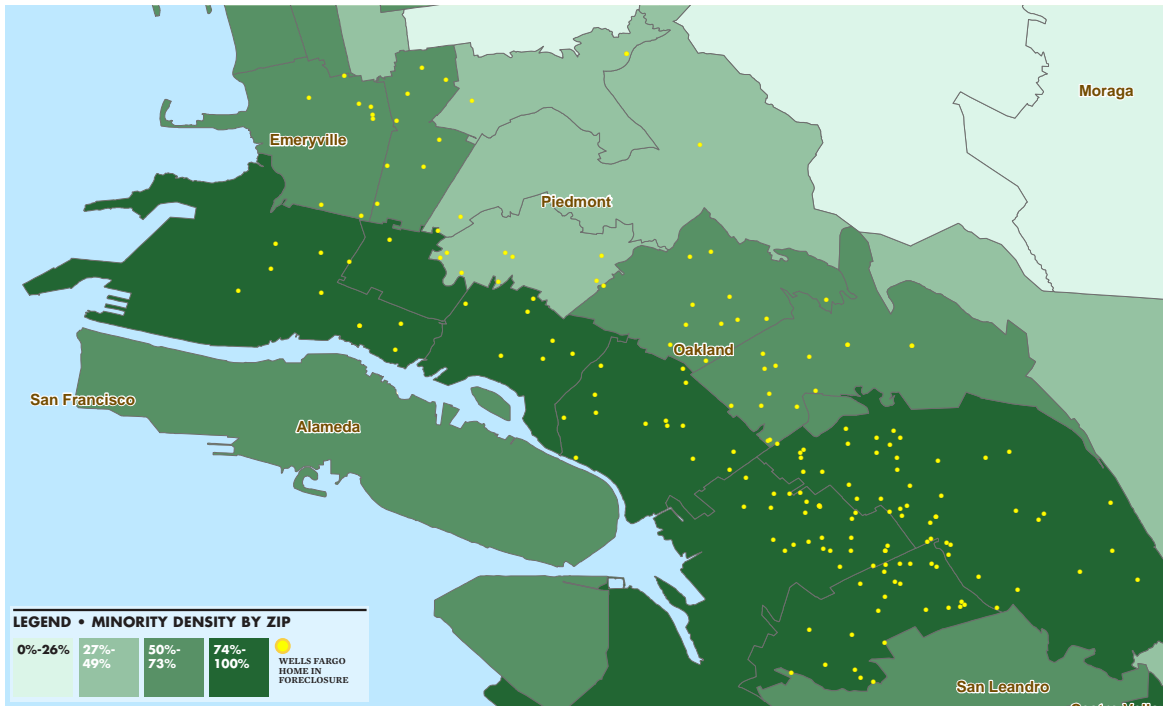 Moraga
Emeryville
Piedmont
Oakland
San Francisco
Alameda
LEGEND • MINORITY DENSITY BY ZIP
0%-26%
27%-
49%
50%-
73%
74%-
100%
WELLS FARGO
HOME IN
FORECLOSURE
San Leandro